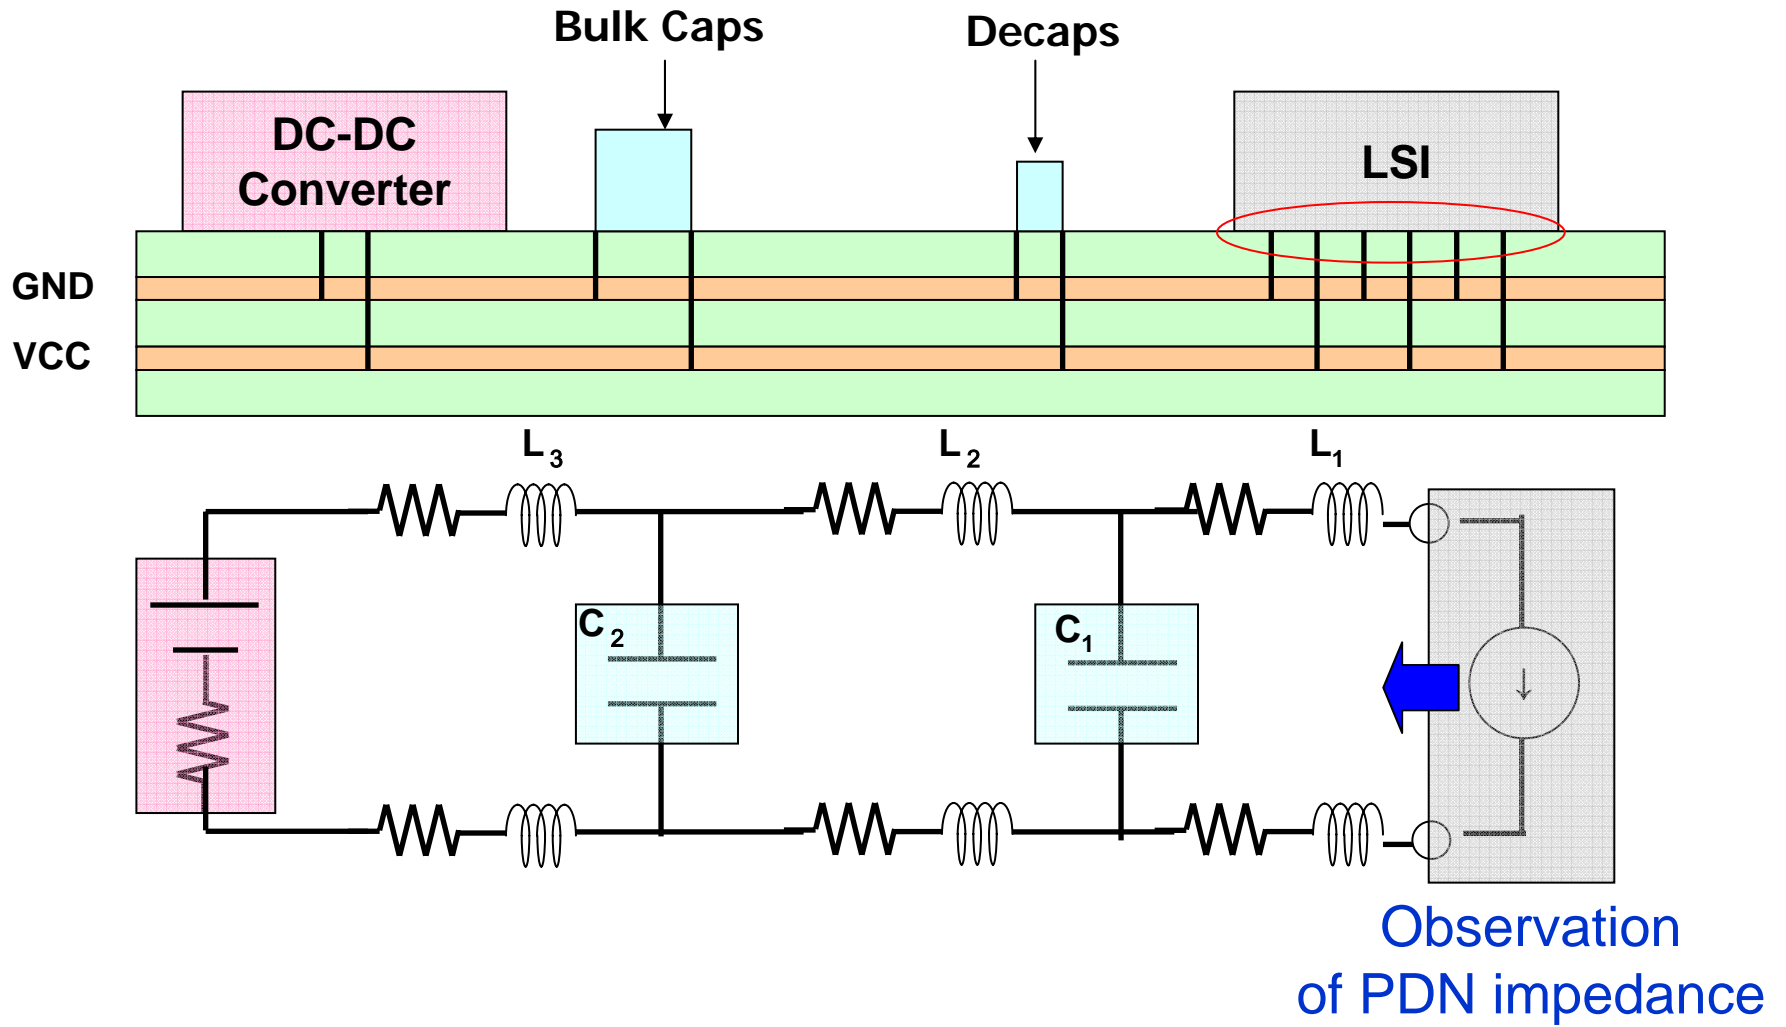 Bulk Caps
Decaps
DC-DC
Converter
LSI
GND
VCC
L3
L2
L1
C2
C1
Observation
of PDN impedance